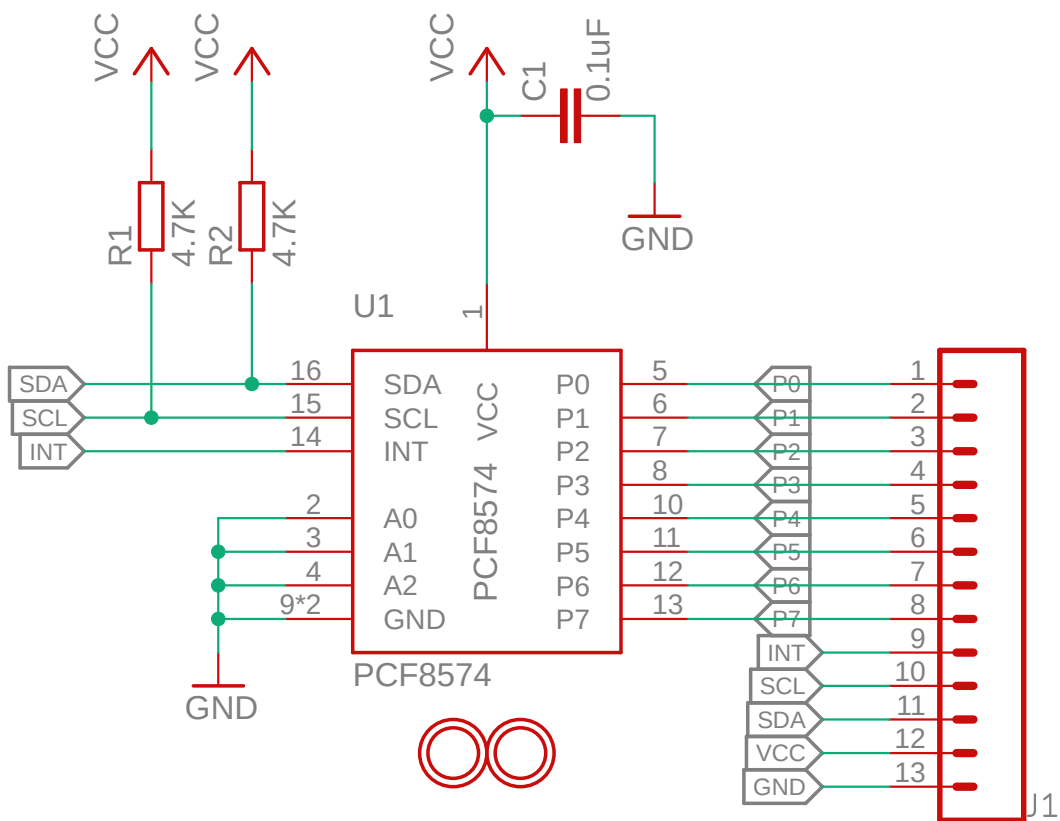 VCC
VCC
VCC
C1
0.1uF
GND
R1
4.7K
R2
4.7K
U1
1
SDA 16 SDA
SCL 15 SCL
INT 14 INT
2 A0
3 A1
4 A2
9*2 GND
VCC
PCF8574
P0 5 P0 1
P1 6 P1 2
P2 7 P2 3
P3 8 P3 4
P4 10 P4 5
P5 11 P5 6
P6 12 P6 7
P7 13 P7 8
INT 9
SCL 10
SDA 11
VCC 12
GND 13
PCF8574
GND
J1